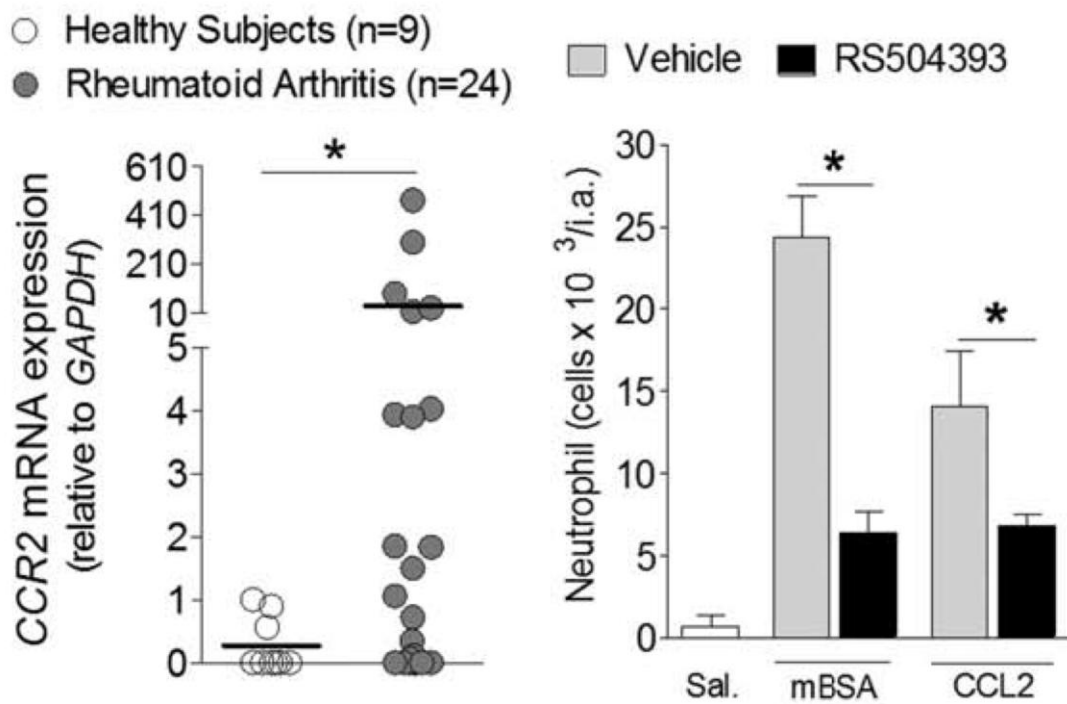 Healthy Subjects (n=9)
Rheumatoid Arthritis (n=24)
*
CCR2 mRNA expression
(relative to GAPDH)
610
410
210
10
5
4
3
2
1
0
Vehicle
RS504393
Neutrophil (cells x 10 ³/i.a.)
30
25
20
15
10
5
0
*
*
Sal.
mBSA
CCL2